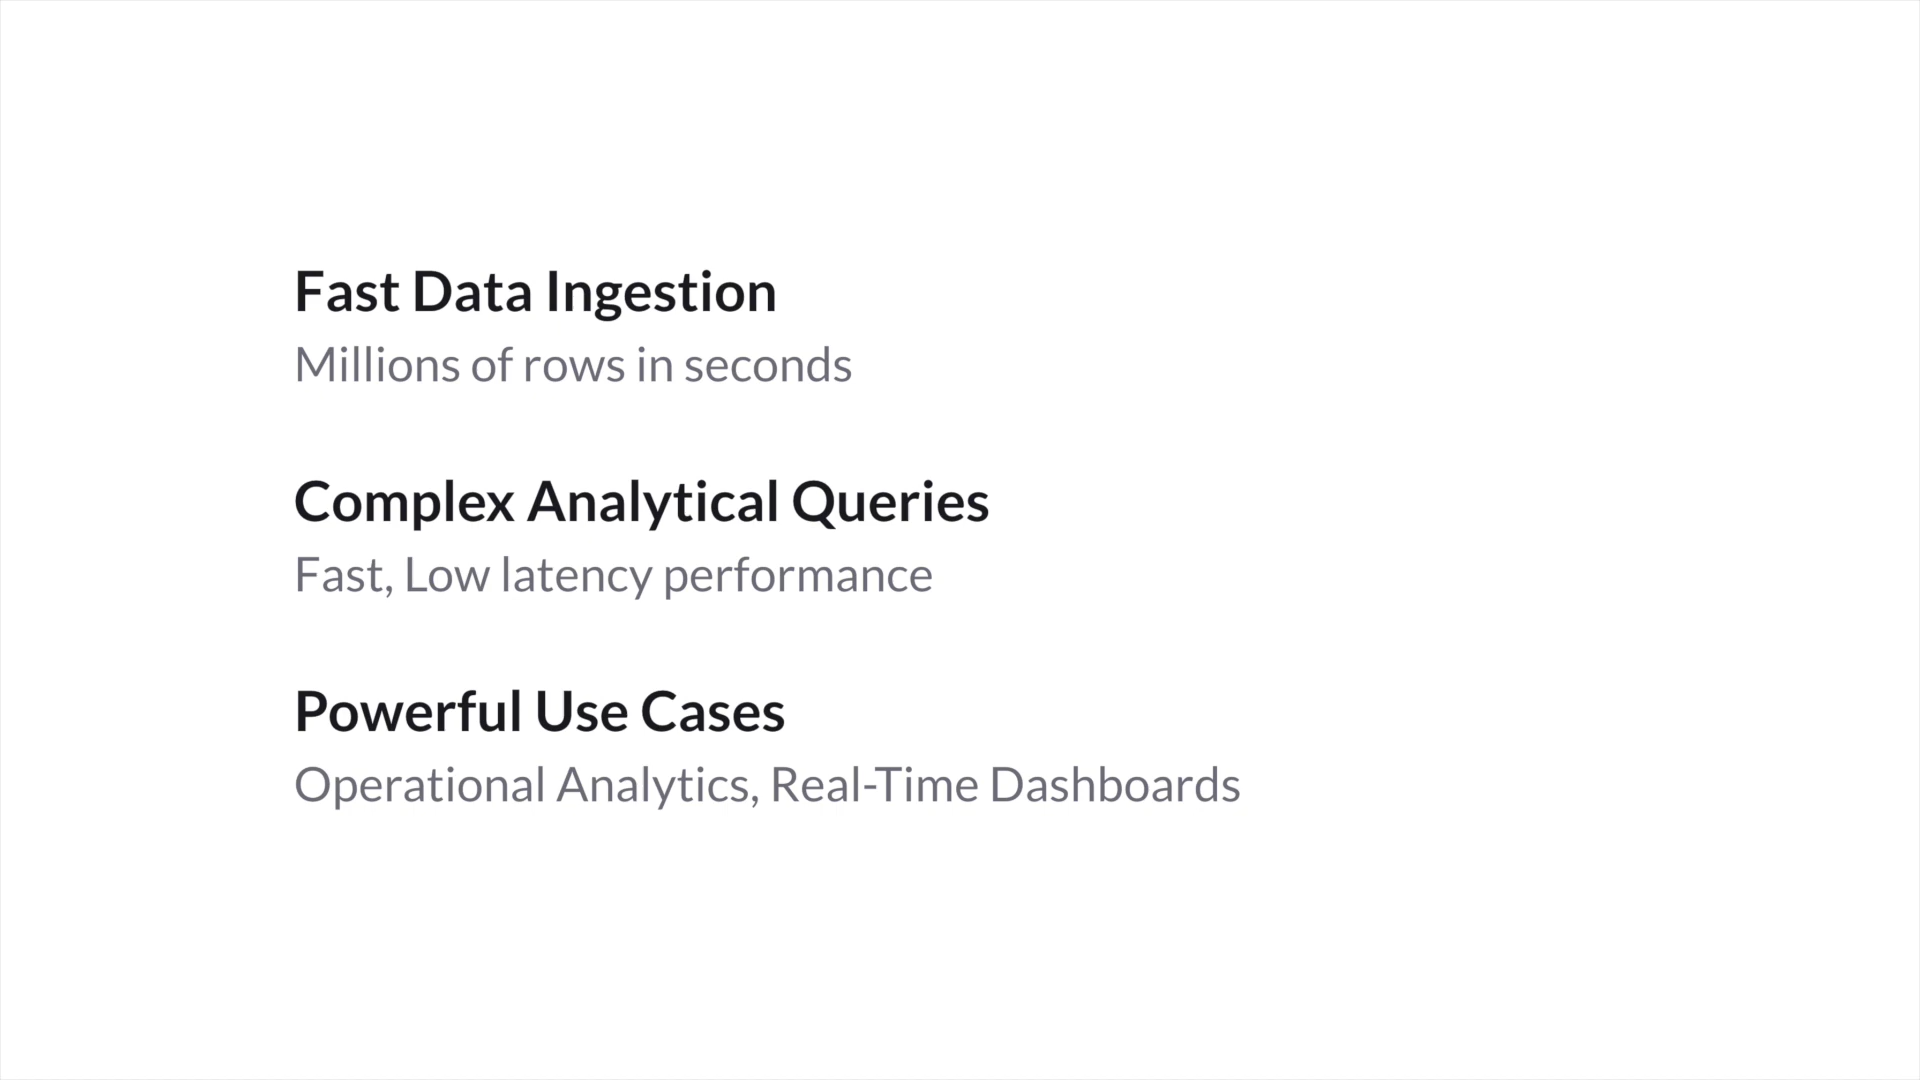 Fast Data Ingestion
Millions of rows in seconds
Complex Analytical Queries
Fast, Low latency performance
Powerful Use Cases
Operational Analytics, Real-Time Dashboards